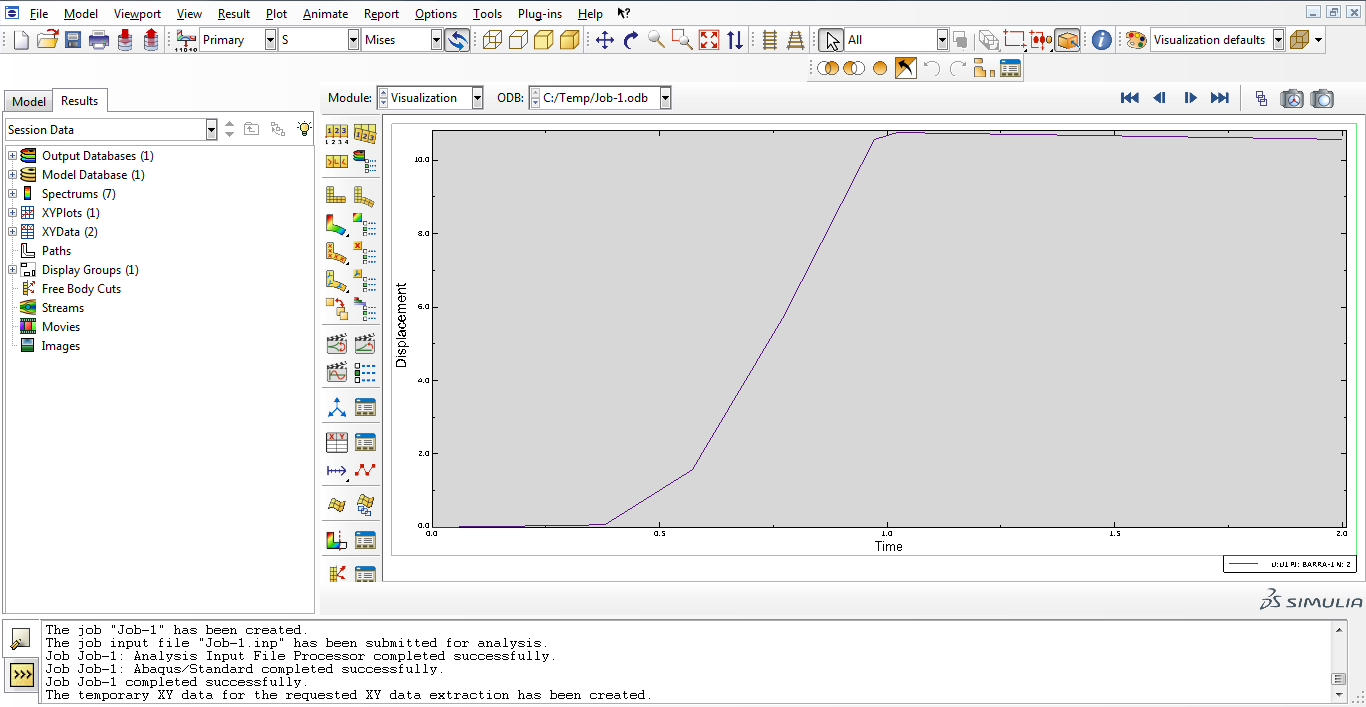 File Model Viewport View Result Plot Animate Report Options Tools Plug-ins Help
Primary S Mises All Visualization defaults
Model Results
Module: Visualization ODB: C:/Temp/Job-1.odb
Session Data
Output Databases (1)
Model Database (1)
Spectrums (7)
XYPlots (1)
XYData (2)
Paths
Display Groups (1)
Free Body Cuts
Streams
Movies
Images
10.0
8.0
6.0
4.0
2.0
0.0
Displacement
0.0 0.5 1.0 1.5 2.0
Time
U:U1 PI: BARRA-1 N: 2
SIMULIA
The job "Job-1" has been created.
The job input file "Job-1.inp" has been submitted for analysis.
Job Job-1: Analysis Input File Processor completed successfully.
Job Job-1: Abaqus/Standard completed successfully.
Job Job-1 completed successfully.
The temporary XY data for the requested XY data extraction has been created.